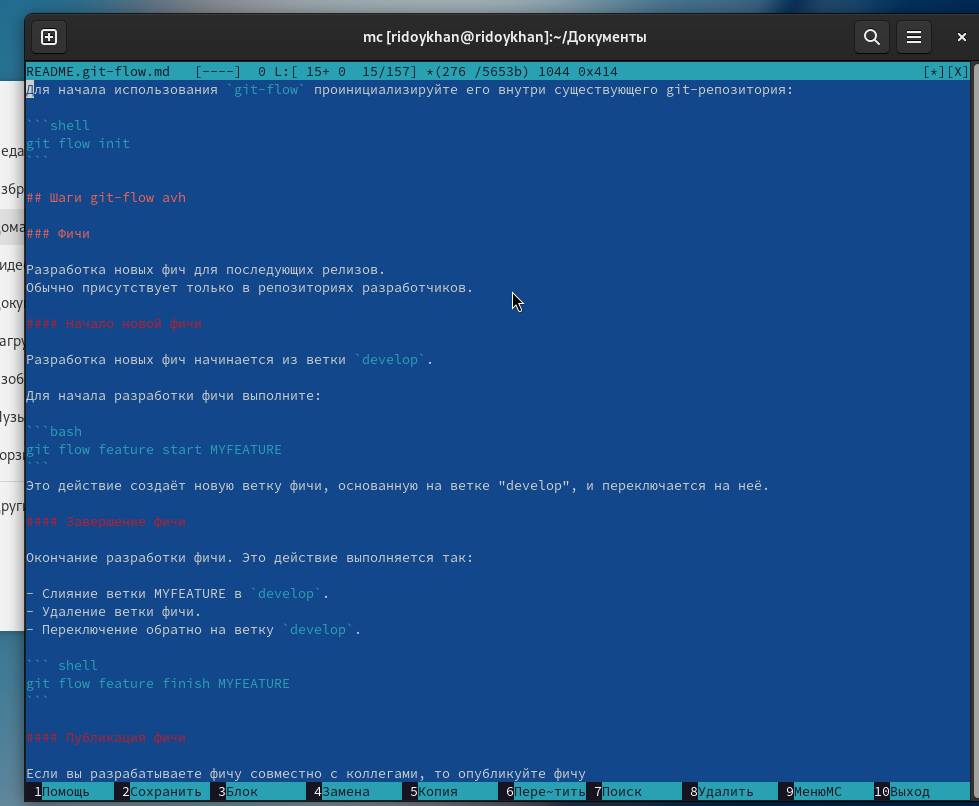 mc [ridoykhan@ridoykhan]:~/Документы
README.git-flow.md [----] 0 L:[ 15+ 0 15/157] *(276 /5653b) 1044 0x414 [*][X]
Для начала использования `git-flow` проинициализируйте его внутри существующего git-репозитория:
```shell
git flow init
```
## Шаги git-flow avh
### Фичи
Разработка новых фич для последующих релизов.
Обычно присутствует только в репозиториях разработчиков.
#### Начало новой фичи
Разработка новых фич начинается из ветки `develop`.
Для начала разработки фичи выполните:
```bash
git flow feature start MYFEATURE
```
Это действие создаёт новую ветку фичи, основанную на ветке "develop", и переключается на неё.
#### Завершение фичи
Окончание разработки фичи. Это действие выполняется так:
- Слияние ветки MYFEATURE в `develop`.
- Удаление ветки фичи.
- Переключение обратно на ветку `develop`.
``` shell
git flow feature finish MYFEATURE
```
#### Публикация фичи
Если вы разрабатываете фичу совместно с коллегами, то опубликуйте фичу
1Помощь 2Сохранить 3Блок 4Замена 5Копия 6Пере~тить 7Поиск 8Удалить 9МенюMC 10Выход